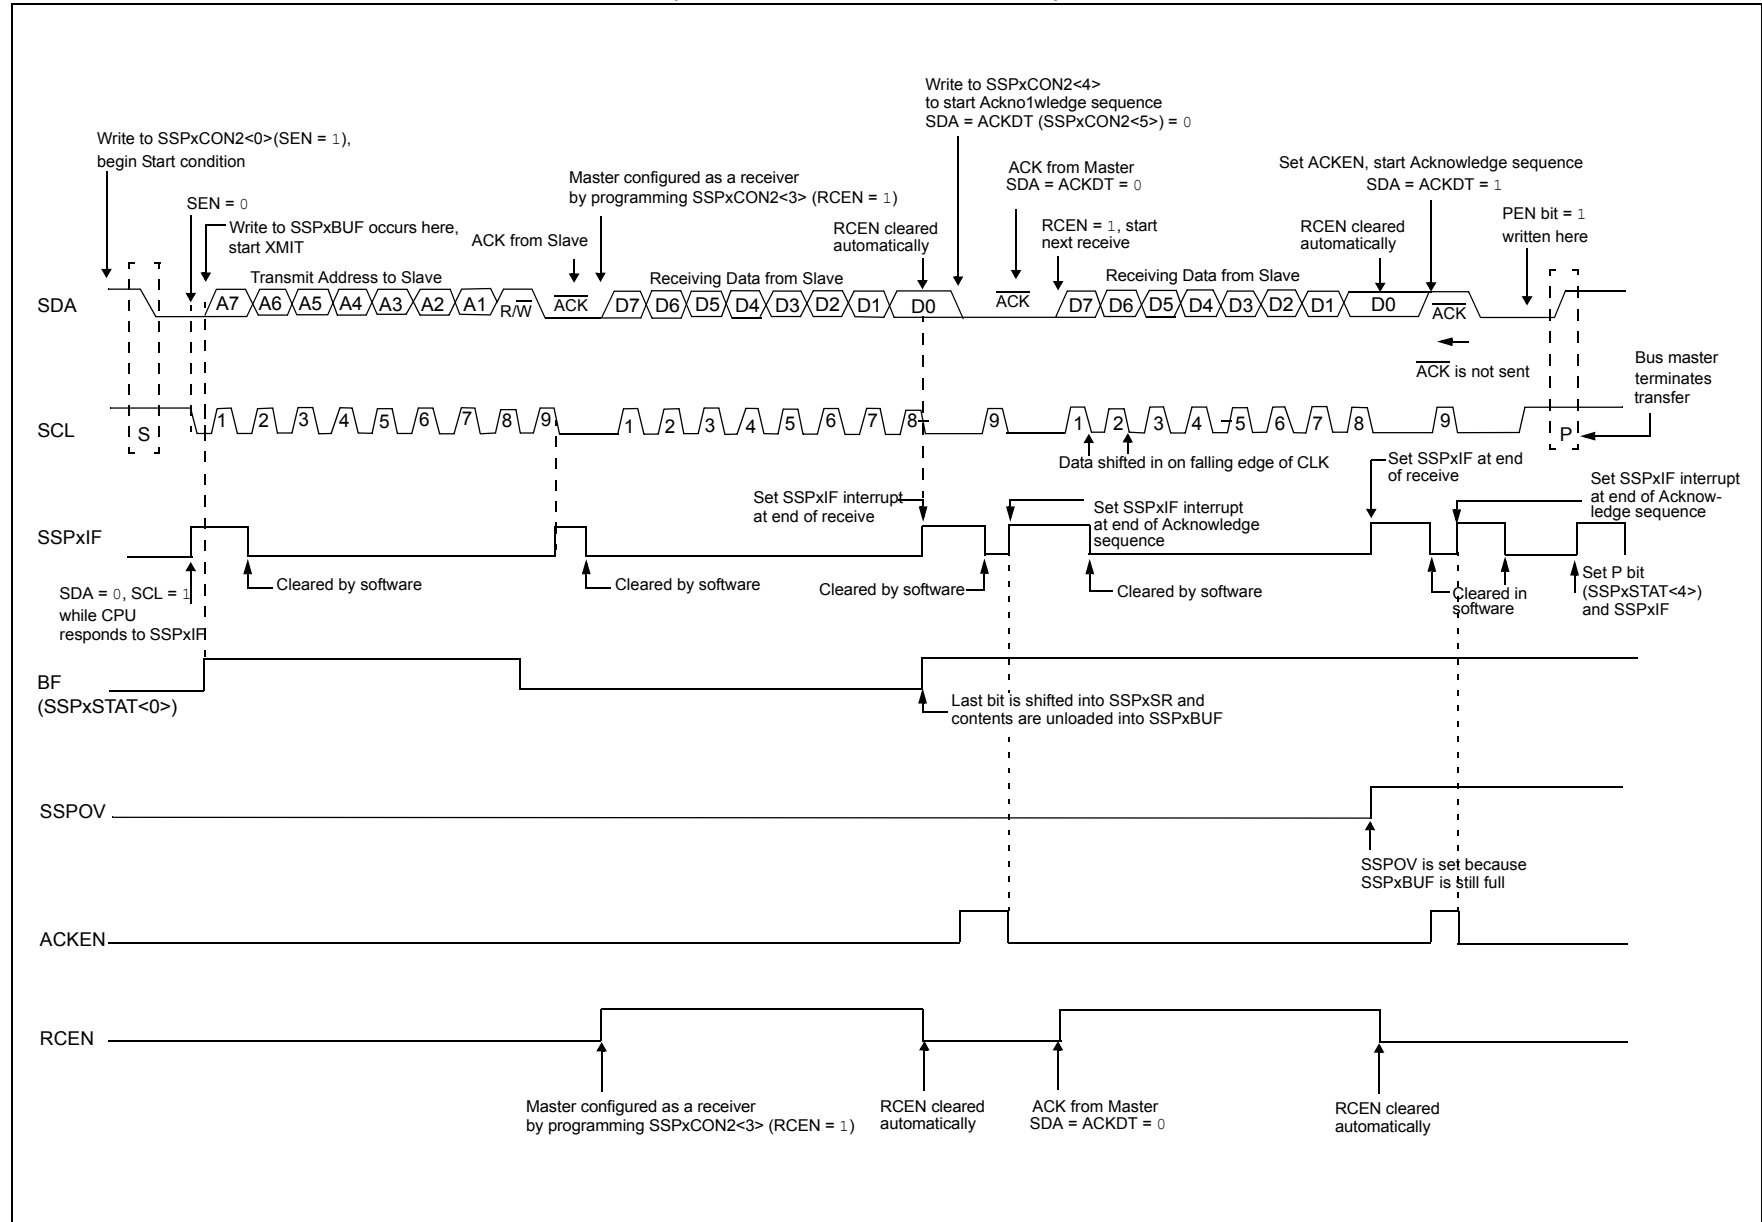 Write to SSPxCON2<4>
to start Ackno1wledge sequence
SDA = ACKDT (SSPxCON2<5>) = 0
Write to SSPxCON2<0>(SEN = 1),
begin Start condition
ACK from Master
SDA = ACKDT = 0
Set ACKEN, start Acknowledge sequence
SDA = ACKDT = 1
Master configured as a receiver
by programming SSPxCON2<3> (RCEN = 1)
SEN = 0
Write to SSPxBUF occurs here,
start XMIT
ACK from Slave
RCEN cleared
automatically
RCEN = 1, start
next receive
RCEN cleared
automatically
PEN bit = 1
written here
Transmit Address to Slave
Receiving Data from Slave
Receiving Data from Slave
SDA
A7 A6 A5 A4 A3 A2 A1 R/W ACK D7 D6 D5 D4 D3 D2 D1 D0 ACK D7 D6 D5 D4 D3 D2 D1 D0 ACK
ACK is not sent
Bus master
terminates
transfer
SCL
S 1 2 3 4 5 6 7 8 9 1 2 3 4 5 6 7 8 9 1 2 3 4 5 6 7 8 9 P
Data shifted in on falling edge of CLK
Set SSPxIF at end
of receive
Set SSPxIF interrupt
at end of receive
Set SSPxIF interrupt
at end of Acknowledge
sequence
Set SSPxIF interrupt
at end of Acknow-
ledge sequence
SSPxIF
Cleared by software
Cleared by software
Cleared by software
Cleared by software
Cleared in
software
Set P bit
(SSPxSTAT<4>)
and SSPxIF
SDA = 0, SCL = 1
while CPU
responds to SSPxIF
BF
(SSPxSTAT<0>)
Last bit is shifted into SSPxSR and
contents are unloaded into SSPxBUF
SSPOV
SSPOV is set because
SSPxBUF is still full
ACKEN
RCEN
Master configured as a receiver
by programming SSPxCON2<3> (RCEN = 1)
RCEN cleared
automatically
ACK from Master
SDA = ACKDT = 0
RCEN cleared
automatically